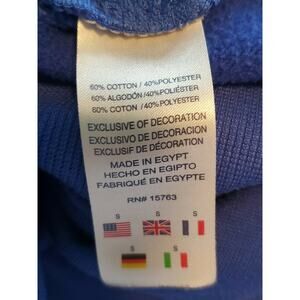 60% COTTON / 40% POLYESTER
60% ALGODÓN / 40% POLIÉSTER
60% COTON / 40% POLYESTER
EXCLUSIVE OF DECORATION
EXCLUSIVO DE DECORACION
EXCLUSIF DE DECORATION
MADE IN EGYPT
HECHO EN EGIPTO
FABRIQUÉ EN EGYPTE
RN# 15763
S S S
S S